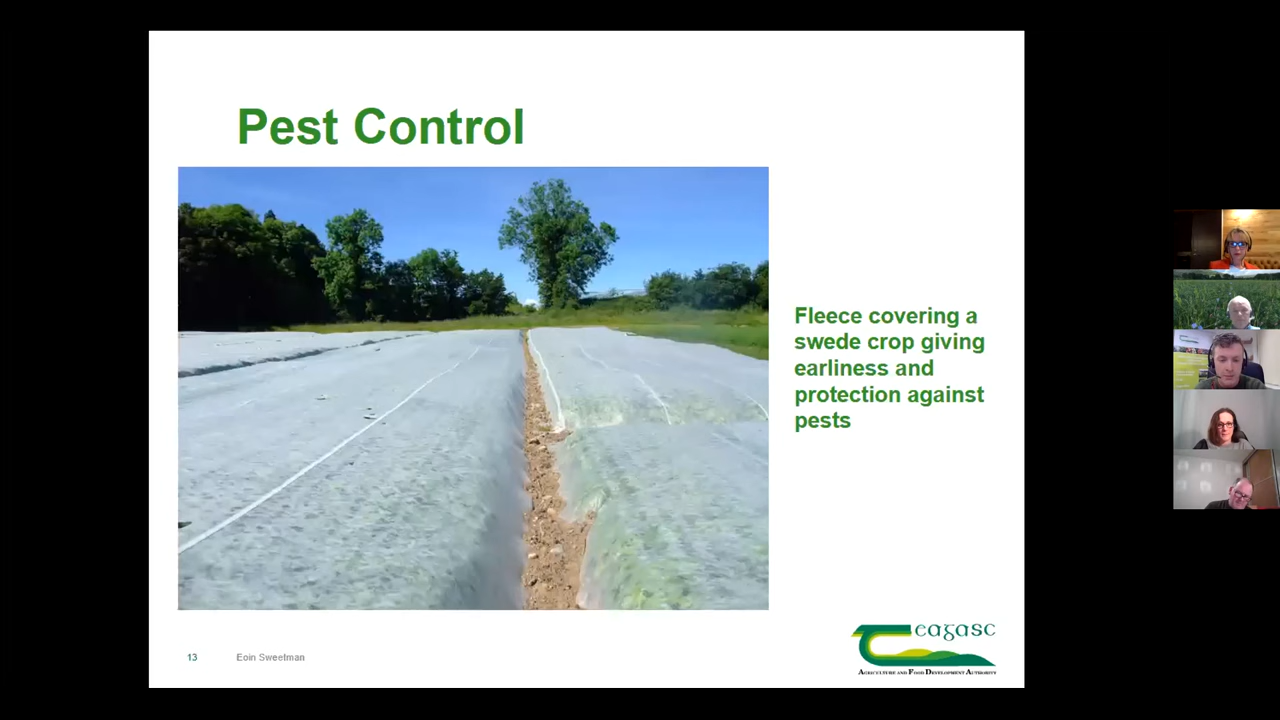 Pest Control
Fleece covering a
swede crop giving
earliness and
protection against
pests
13 Eoin Sweetman
eagasc
AGRICULTURE AND FOOD DEVELOPMENT AUTHORITY